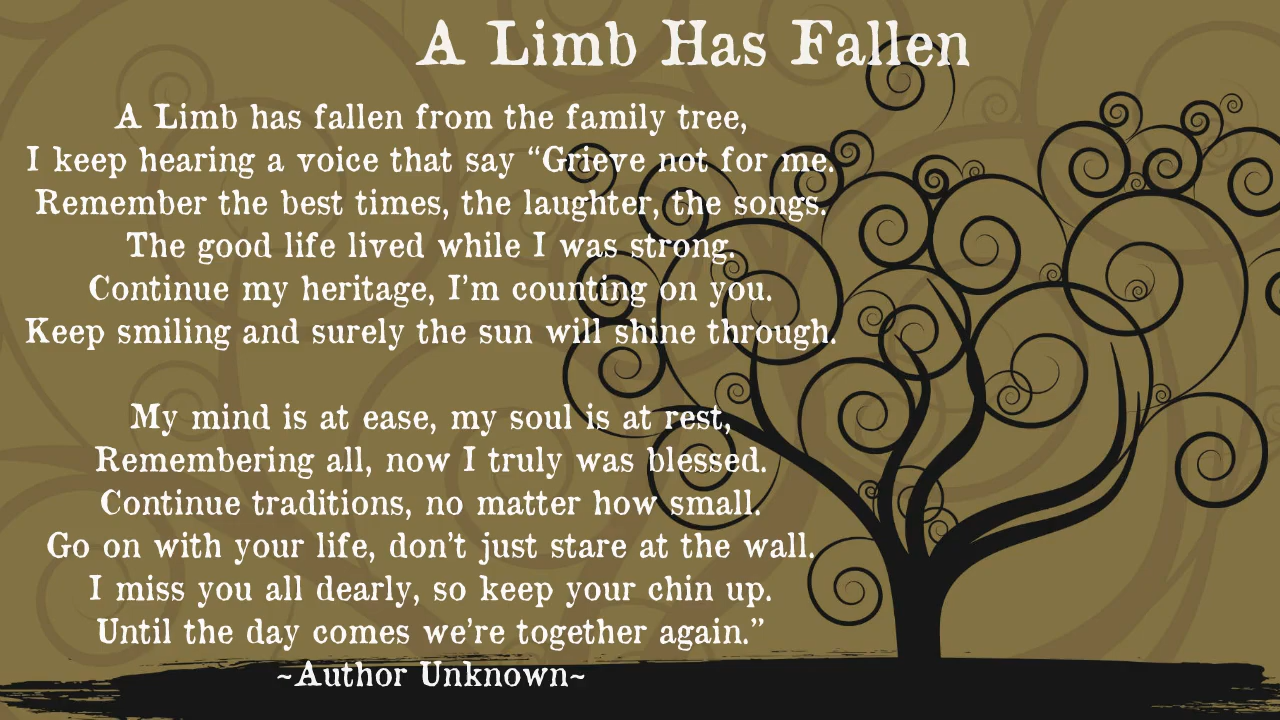 A Limb Has Fallen
A Limb has fallen from the family tree,
I keep hearing a voice that say “Grieve not for me.
Remember the best times, the laughter, the songs.
The good life lived while I was strong.
Continue my heritage, I’m counting on you.
Keep smiling and surely the sun will shine through.
My mind is at ease, my soul is at rest,
Remembering all, now I truly was blessed.
Continue traditions, no matter how small.
Go on with your life, don’t just stare at the wall.
I miss you all dearly, so keep your chin up.
Until the day comes we’re together again.”
~Author Unknown~